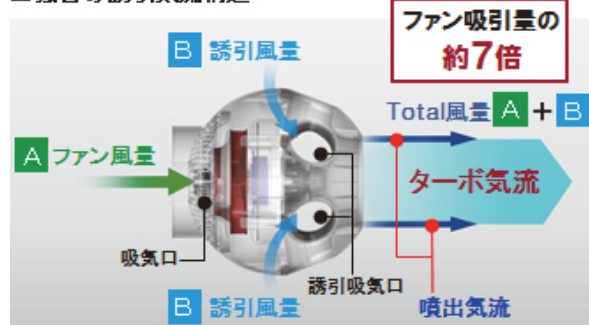 ファン吸引量の
約7倍
B 誘引風量
Total風量 A + B
A ファン風量
ターボ気流
吸気口
誘引吸気口
B 誘引風量
噴出気流